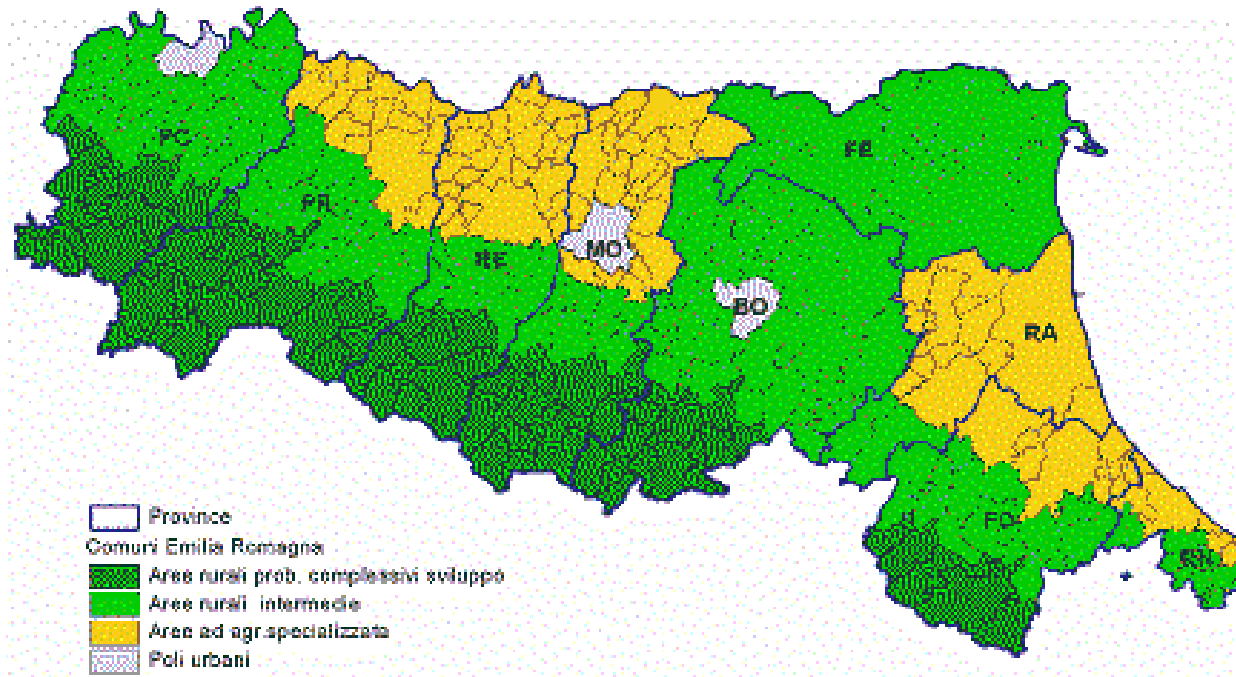 PC
FE
PR
RE
MO
BO
RA
FO
RN
Province
Comuni Emilia Romagna
Aree rurali prob. complessivi sviluppo
Aree rurali intermedie
Aree ad agr.specializzata
Poli urbani